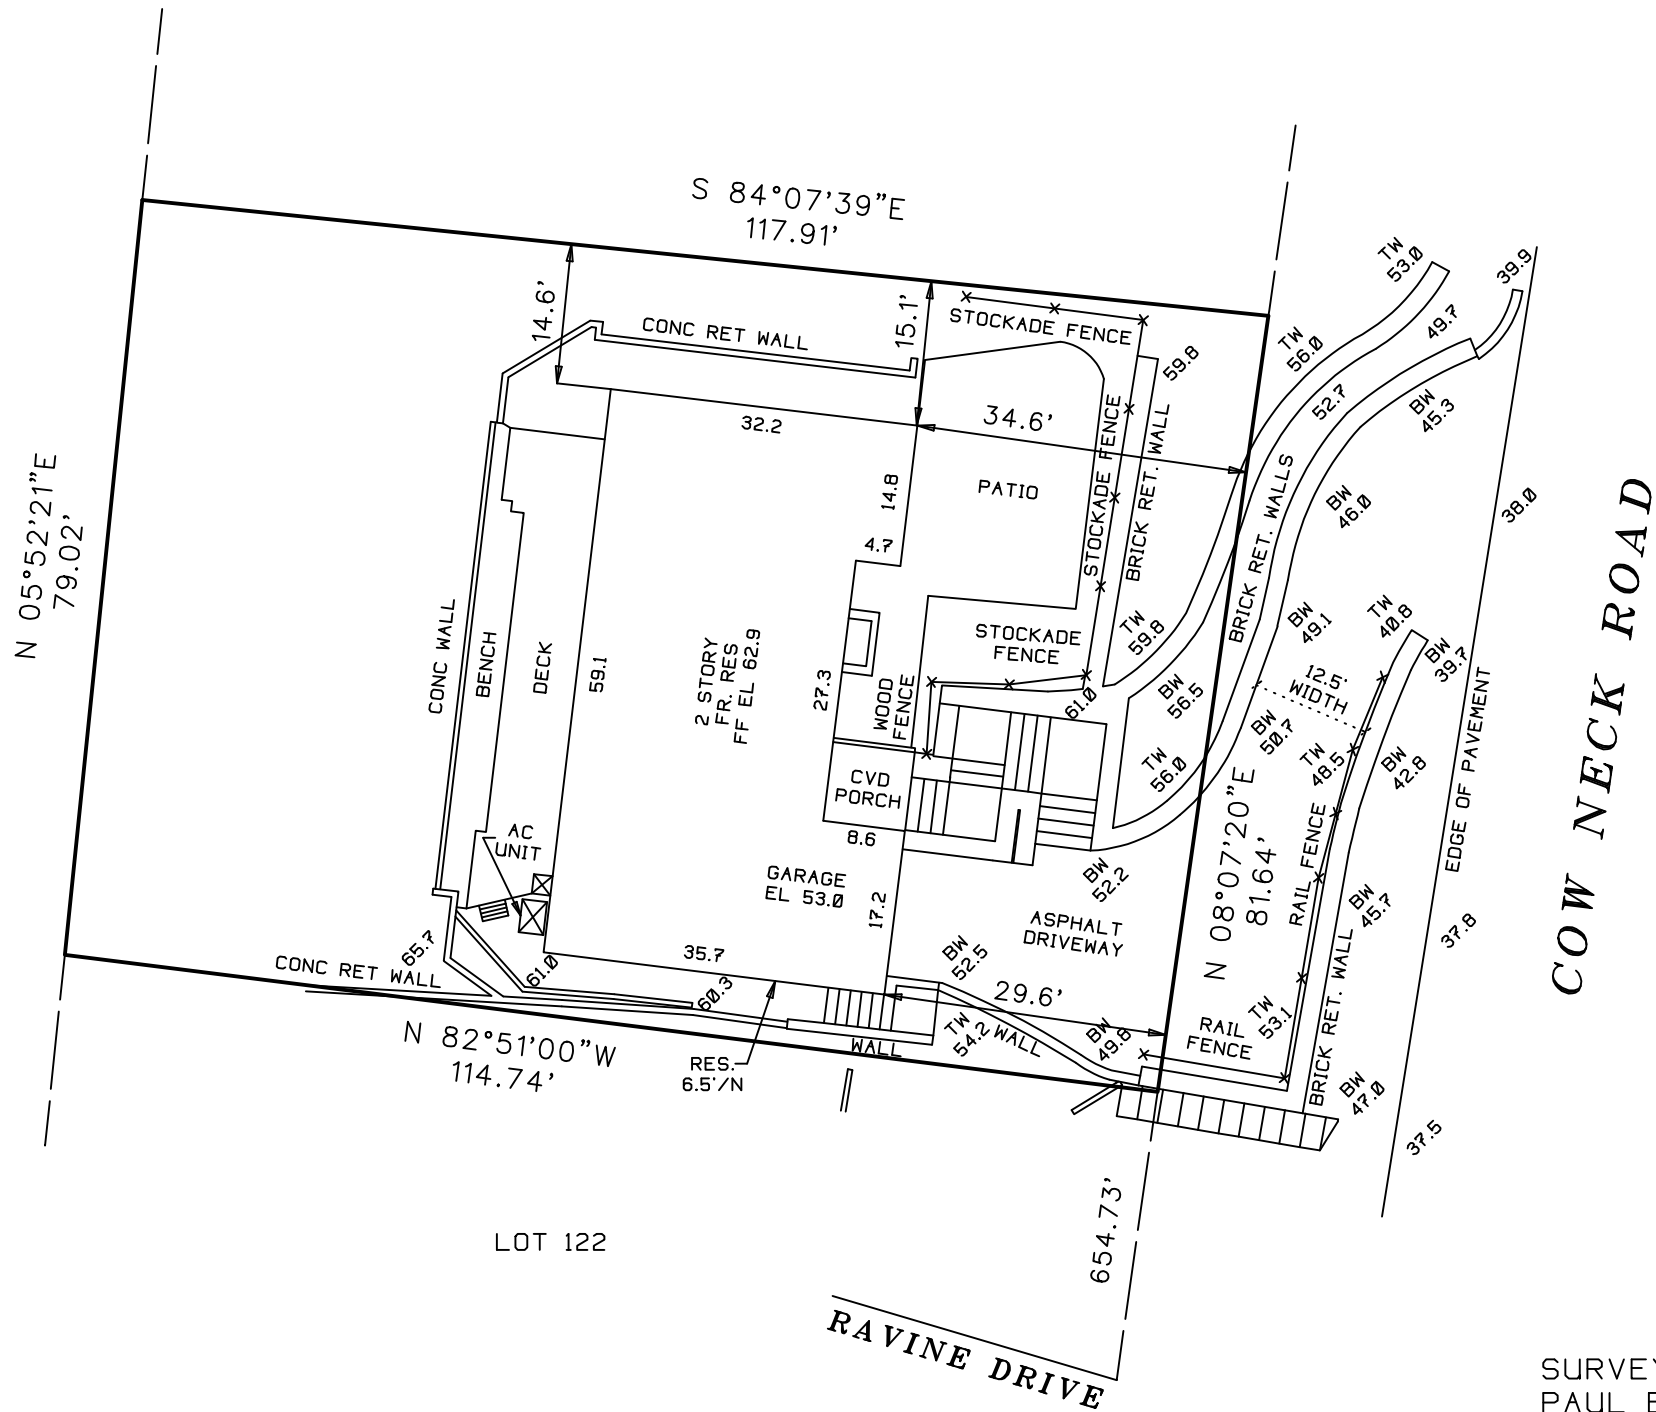 S 84°07'39"E
117.91'
14.6'
15.1'
CONC RET WALL
STOCKADE FENCE
59.8
TW
53.0
39.9
TW
56.0
49.7
52.7
BW
45.3
32.2
34.6'
14.8
PATIO
STOCKADE FENCE
BRICK RET. WALL
BRICK RET. WALLS
BW
46.0
38.0
N 05°52'21"E
79.02'
4.7
CONC WALL
BENCH
DECK
59.1
2 STORY
FR. RES
FF EL 62.9
27.3
STOCKADE
FENCE
WOOD
FENCE
TW
59.8
61.0
BW
56.5
BW
49.1
TW
40.8
BW
39.7
12.5'
WIDTH
BW
50.7
TW
48.5
BW
42.8
EDGE OF PAVEMENT
COW NECK ROAD
TW
56.0
CVD
PORCH
8.6
AC
UNIT
GARAGE
EL 53.0
17.2
BW
52.2
ASPHALT
DRIVEWAY
N 08°07'20"E
81.64'
RAIL FENCE
BW
45.7
37.8
65.7
CONC RET WALL
61.0
35.7
60.3
BW
52.5
29.6'
TW
54.2
WALL
BW
49.8
RAIL
FENCE
TW
53.1
BRICK RET. WALL
BW
47.0
37.5
N 82°51'00"W
114.74'
RES.
6.5'/N
WALL
654.73'
LOT 122
RAVINE DRIVE
SURVEY
PAUL